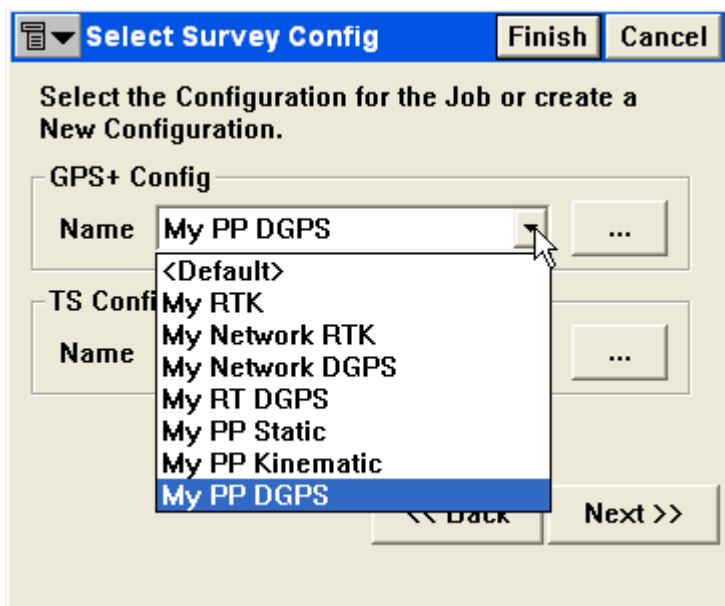 Select Survey Config Finish Cancel
Select the Configuration for the Job or create a
New Configuration.
GPS+ Config
Name My PP DGPS ...
<Default>
TS Confi
My RTK
My Network RTK
Name ...
My Network DGPS
My RT DGPS
My PP Static
My PP Kinematic
My PP DGPS
<< Back Next >>